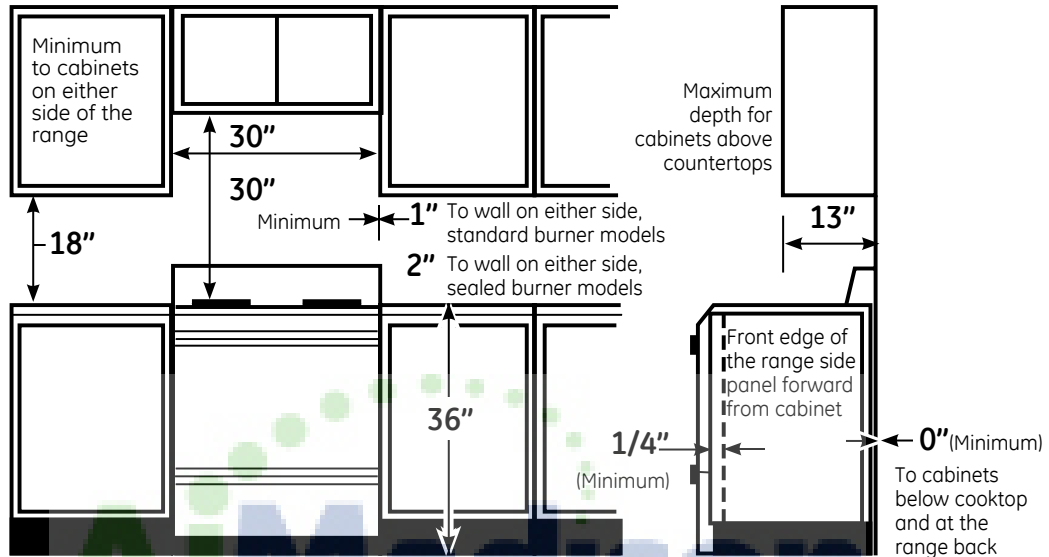 Minimum
to cabinets
on either
side of the
range
30"
30"
18"
Minimum
1" To wall on either side,
standard burner models
2" To wall on either side,
sealed burner models
36"
Maximum
depth for
cabinets above
countertops
13"
Front edge of
the range side
panel forward
from cabinet
1/4"
(Minimum)
0" (Minimum)
To cabinets
below cooktop
and at the
range back